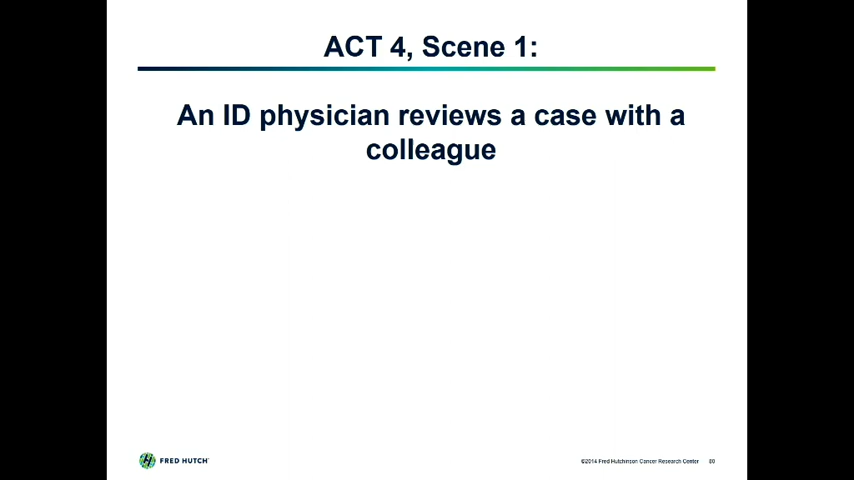 ACT 4, Scene 1:
An ID physician reviews a case with a
colleague
FRED HUTCH
©2014 Fred Hutchinson Cancer Research Center